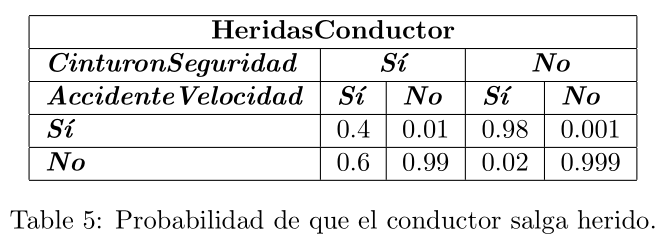 HeridasConductor
CinturonSeguridad Sí No
AccidenteVelocidad Sí No Sí No
Sí 0.4 0.01 0.98 0.001
No 0.6 0.99 0.02 0.999
Table 5: Probabilidad de que el conductor salga herido.